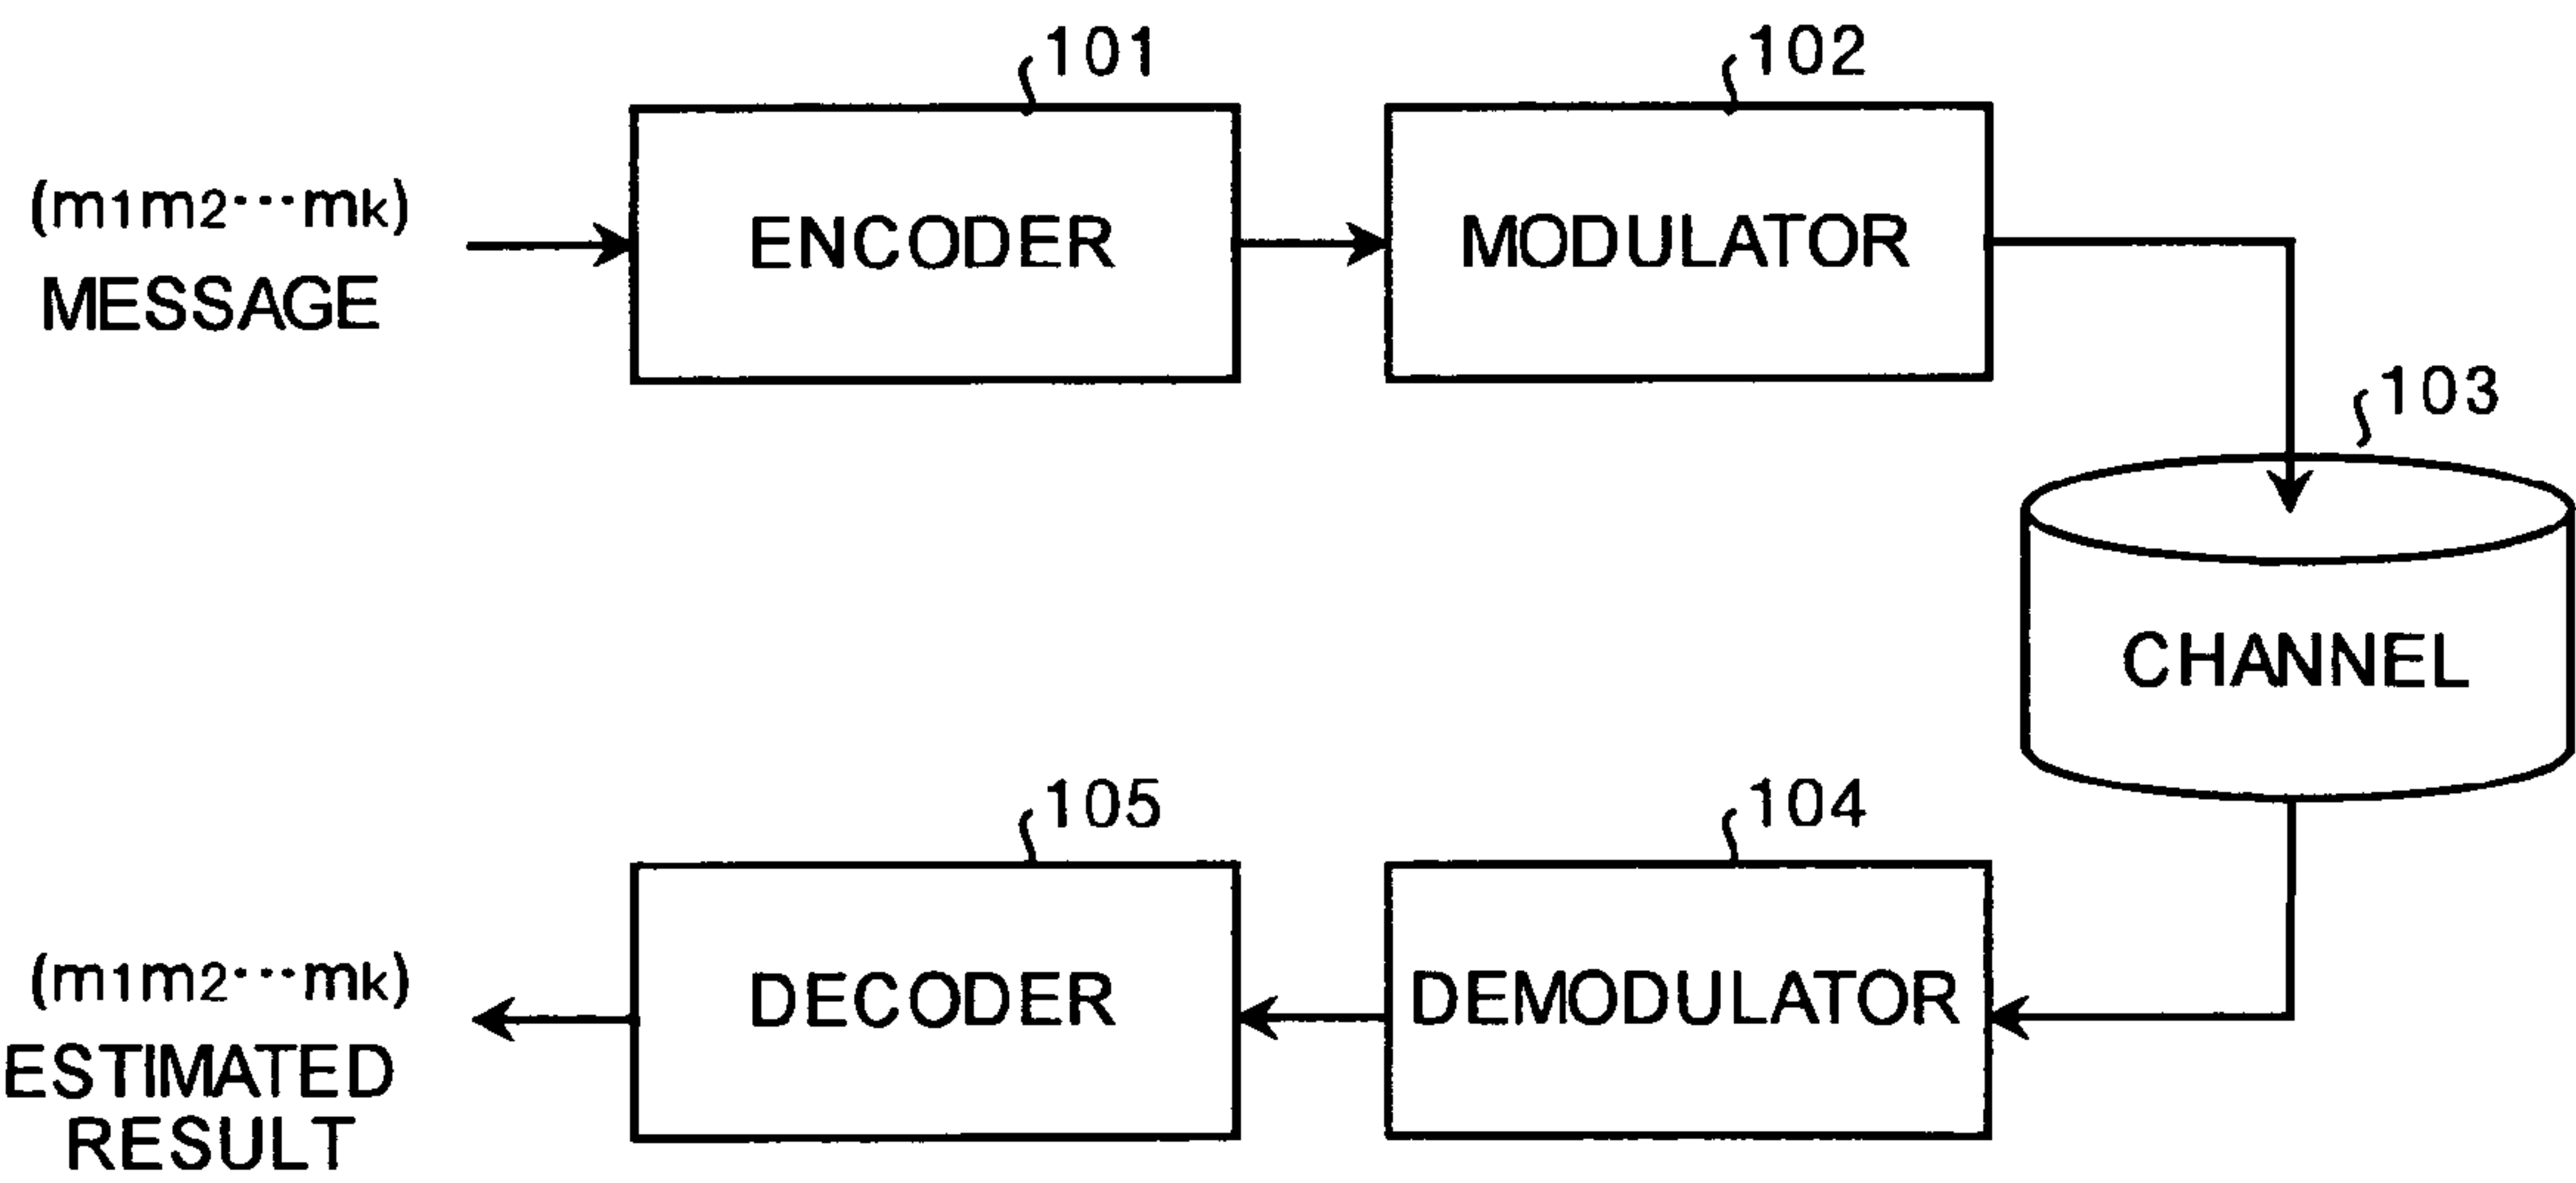 101
102
(m1m2···mk)
MESSAGE
ENCODER
MODULATOR
103
CHANNEL
105
104
(m1m2···mk)
ESTIMATED
RESULT
DECODER
DEMODULATOR